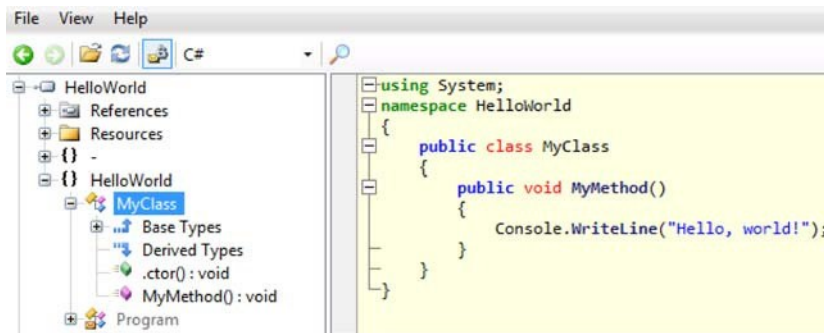 File View Help
C#
HelloWorld
References
Resources
{} -
{} HelloWorld
MyClass
Base Types
Derived Types
.ctor() : void
MyMethod() : void
Program
using System;
namespace HelloWorld
{
public class MyClass
{
public void MyMethod()
{
Console.WriteLine("Hello, world!");
}
}
}